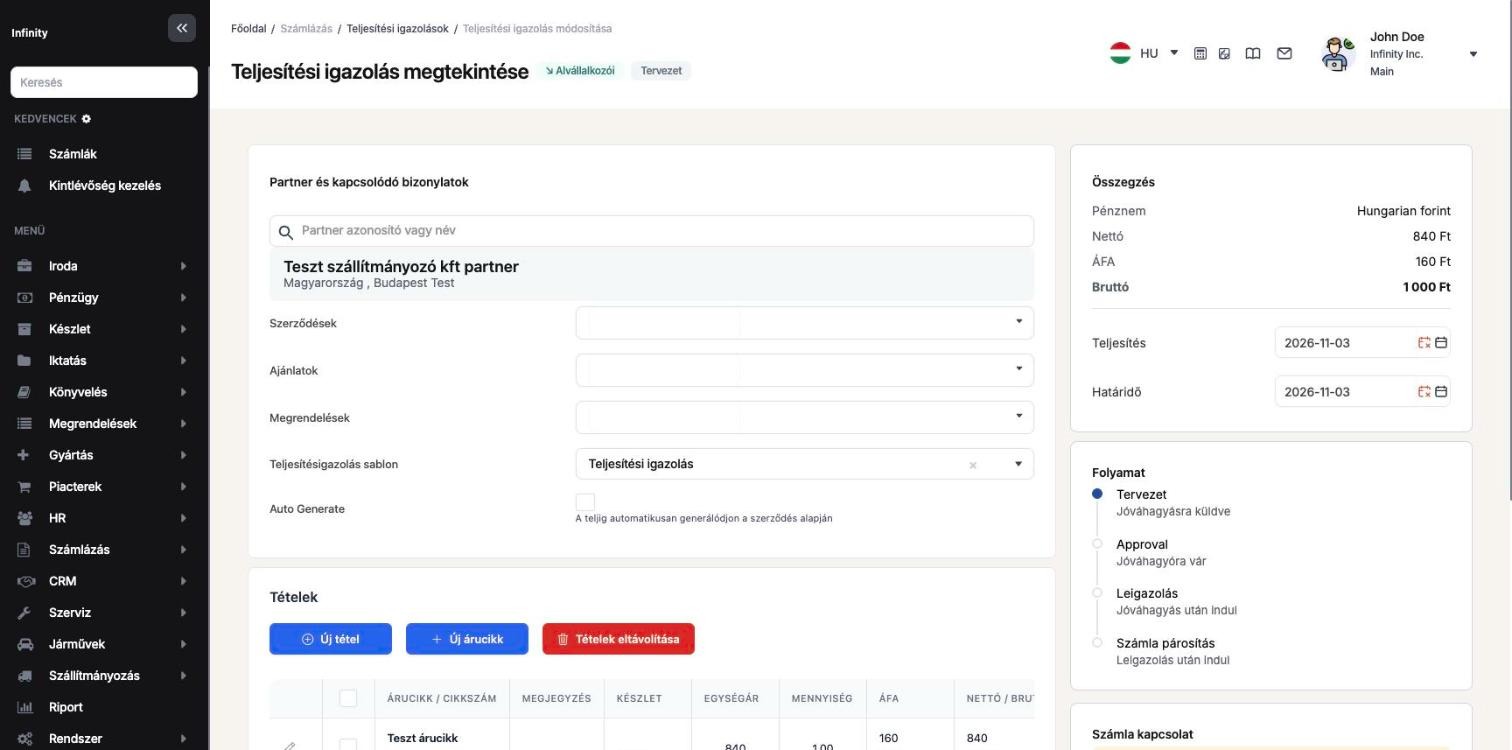 Infinity
Keresés
KEDVENCEK
Számlák
Kintlévőség kezelés
MENÜ
Iroda
Pénzügy
Készlet
Iktatás
Könyvelés
Megrendelések
Gyártás
Piacterek
HR
Számlázás
CRM
Szerviz
Járművek
Szállítmányozás
Riport
Rendszer
Főoldal / Számlázás / Teljesítési igazolások / Teljesítési igazolás módosítása
Teljesítési igazolás megtekintése
Alvállalkozói
Tervezet
HU
John Doe
Infinity Inc.
Main
Partner és kapcsolódó bizonylatok
Partner azonosító vagy név
Teszt szállítmányozó kft partner
Magyarország , Budapest Test
Szerződések
Ajánlatok
Megrendelések
Teljesítésigazolás sablon
Teljesítési igazolás
Auto Generate
A teljig automatikusan generálódjon a szerződés alapján
Tételek
Új tétel
Új árucikk
Tételek eltávolítása
ÁRUCIKK / CIKKSZÁM MEGJEGYZÉS KÉSZLET EGYSÉGÁR MENNYISÉG ÁFA NETTÓ / BRU
Teszt árucikk 840 1.00 160 840
Összegzés
Pénznem Hungarian forint
Nettó 840 Ft
ÁFA 160 Ft
Bruttó 1 000 Ft
Teljesítés 2026-11-03
Határidő 2026-11-03
Folyamat
Tervezet
Jóváhagyásra küldve
Approval
Jóváhagyóra vár
Leigazolás
Jóváhagyás után indul
Számla párosítás
Leigazolás után indul
Számla kapcsolat